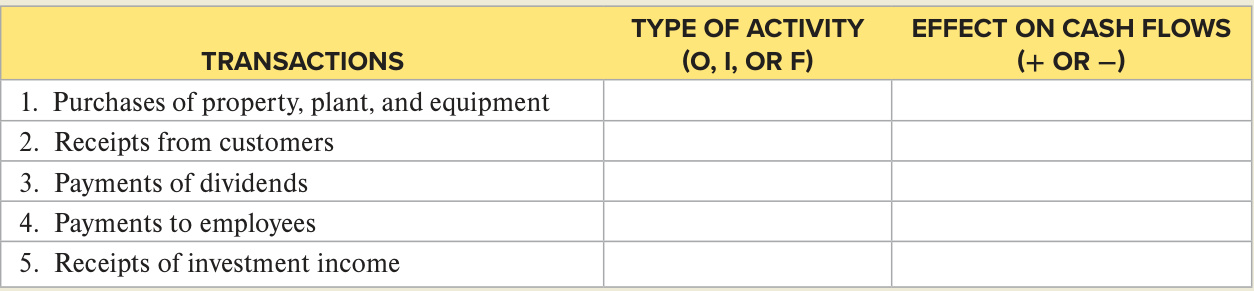 TRANSACTIONS
TYPE OF ACTIVITY
(O, I, OR F)
EFFECT ON CASH FLOWS
(+ OR −)
1. Purchases of property, plant, and equipment
2. Receipts from customers
3. Payments of dividends
4. Payments to employees
5. Receipts of investment income